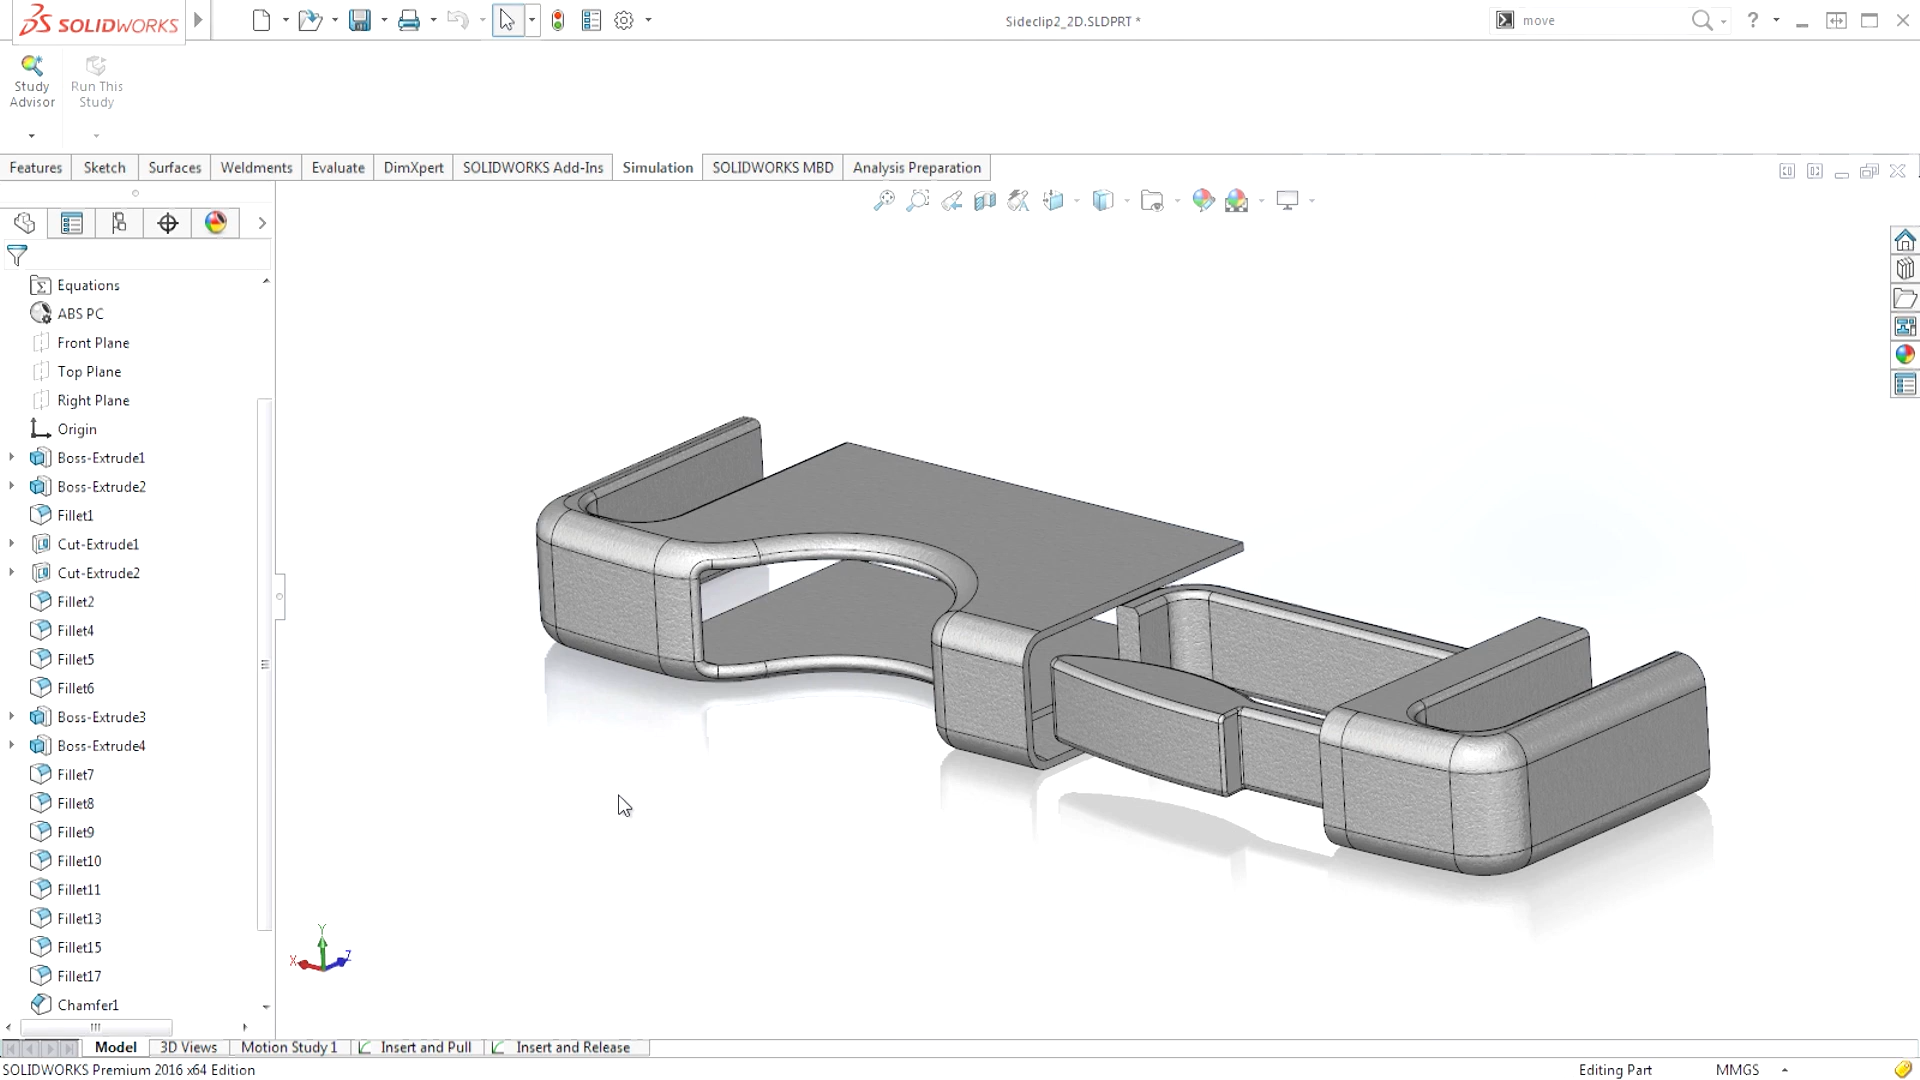 SOLIDWORKS
Sideclip2_2D.SLDPRT *
move
Study Advisor
Run This Study
Features
Sketch
Surfaces
Weldments
Evaluate
DimXpert
SOLIDWORKS Add-Ins
Simulation
SOLIDWORKS MBD
Analysis Preparation
Equations
ABS PC
Front Plane
Top Plane
Right Plane
Origin
Boss-Extrude1
Boss-Extrude2
Fillet1
Cut-Extrude1
Cut-Extrude2
Fillet2
Fillet4
Fillet5
Fillet6
Boss-Extrude3
Boss-Extrude4
Fillet7
Fillet8
Fillet9
Fillet10
Fillet11
Fillet13
Fillet15
Fillet17
Chamfer1
Y
X
Z
Model
3D Views
Motion Study 1
Insert and Pull
Insert and Release
SOLIDWORKS Premium 2016 x64 Edition
Editing Part
MMGS